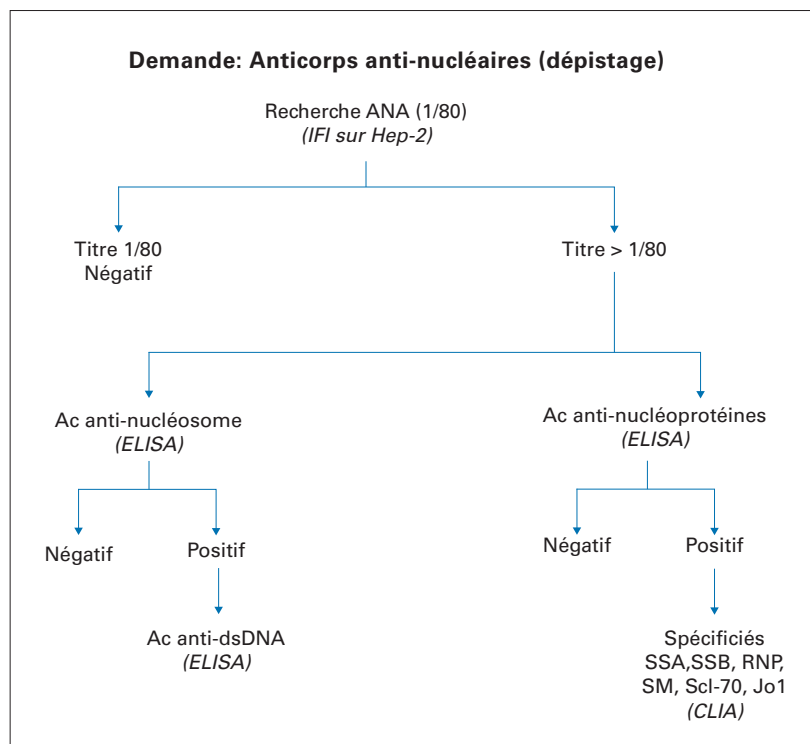 Demande: Anticorps anti-nucléaires (dépistage)
Recherche ANA (1/80)
(IFI sur Hep-2)
Titre 1/80
Négatif
Titre > 1/80
Ac anti-nucléosome
(ELISA)
Ac anti-nucléoprotéines
(ELISA)
Négatif
Positif
Négatif
Positif
Ac anti-dsDNA
(ELISA)
Spécificiés
SSA,SSB, RNP,
SM, Scl-70, Jo1
(CLIA)